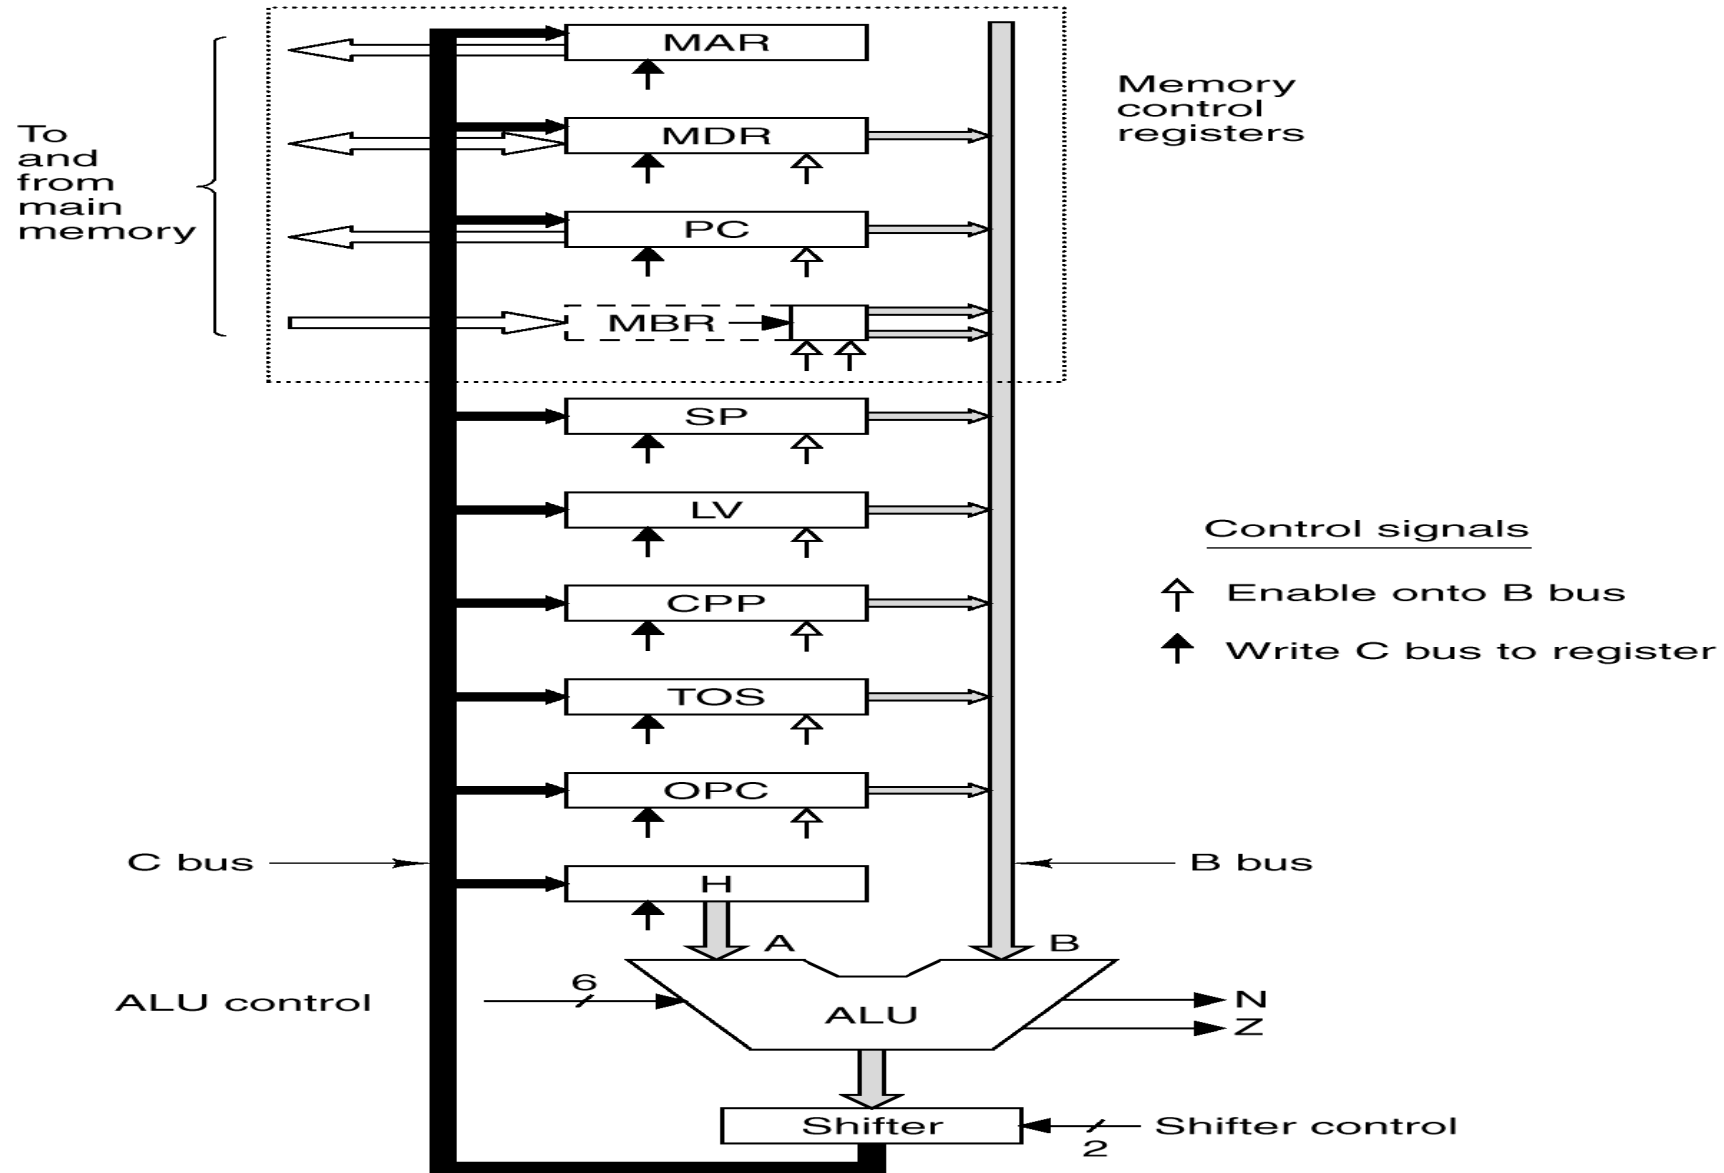 MAR
Memory
control
registers
To
and
from
main
memory
MDR
PC
MBR
SP
LV
Control signals
Enable onto B bus
CPP
Write C bus to register
TOS
OPC
C bus
B bus
H
A
B
6
ALU control
ALU
N
Z
Shifter
Shifter control
2